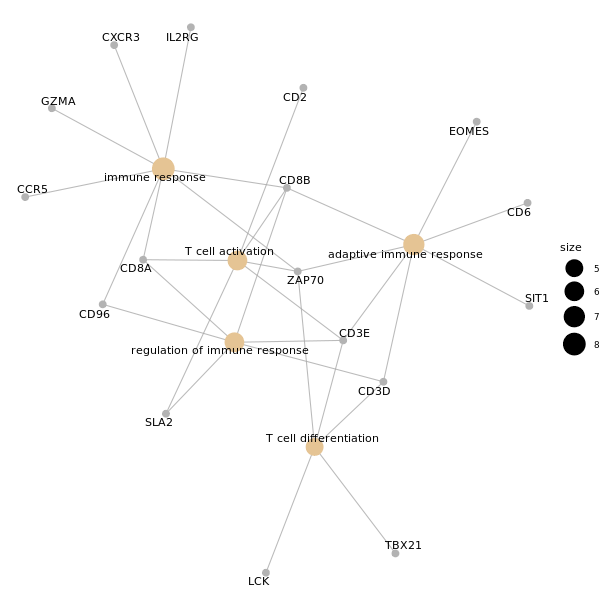 CXCR3
IL2RG
CD2
GZMA
EOMES
immune response
CD8B
CCR5
CD6
T cell activation
adaptive immune response
size
CD8A
ZAP70
5
6
SIT1
CD96
7
CD3E
regulation of immune response
8
CD3D
SLA2
T cell differentiation
TBX21
LCK